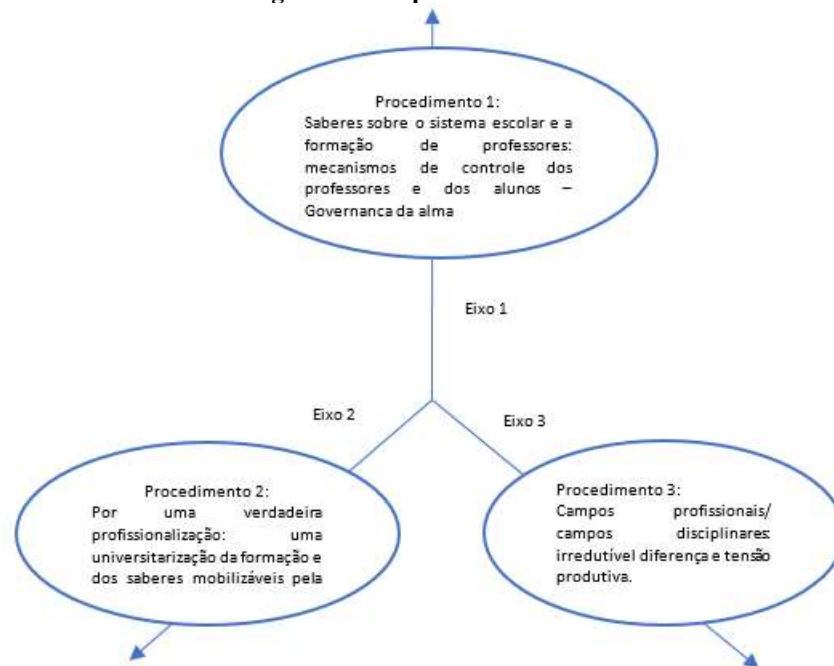 Procedimento 1:
Saberes sobre o sistema escolar e a
formação de professores:
mecanismos de controle dos
professores e dos alunos –
Governanca da alma
Eixo 1
Eixo 2
Eixo 3
Procedimento 2:
Por uma verdadeira
profissionalização: uma
universitarização da formação e
dos saberes mobilizáveis pela
Procedimento 3:
Campos profissionais/
campos disciplinares:
irredutível diferença e tensão
produtiva.